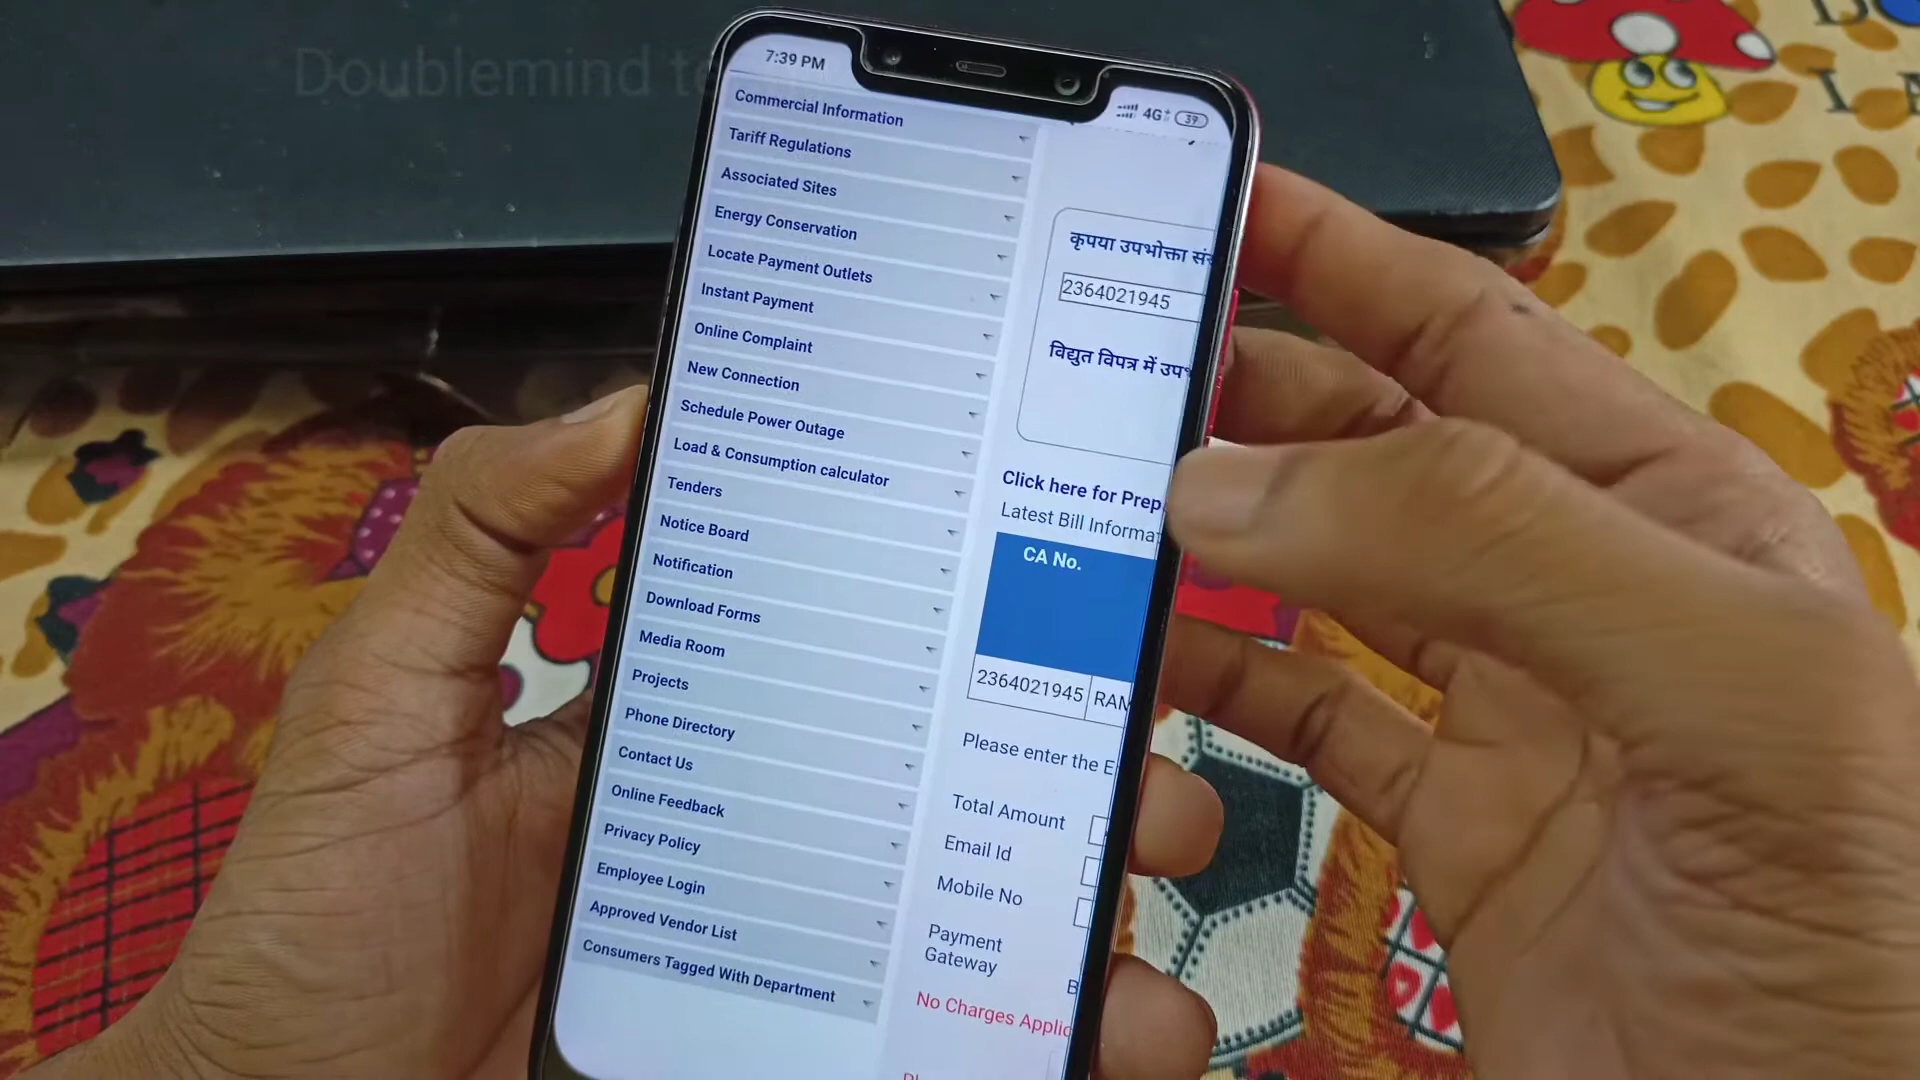 Doublemind te
7:39 PM
4G+ 39
Commercial Information
Tariff Regulations
Associated Sites
Energy Conservation
Locate Payment Outlets
Instant Payment
Online Complaint
New Connection
Schedule Power Outage
Load & Consumption calculator
Tenders
Notice Board
Notification
Download Forms
Media Room
Projects
Phone Directory
Contact Us
Online Feedback
Privacy Policy
Employee Login
Approved Vendor List
Consumers Tagged With Department
कृपया उपभोक्ता
2364021945
विद्युत विपत्र में
Click here for Prep
Latest Bill Informa
CA No.
2364021945 RAM
Please enter the E
Total Amount
Email Id
Mobile No
Payment
Gateway
B
No Charges Applic